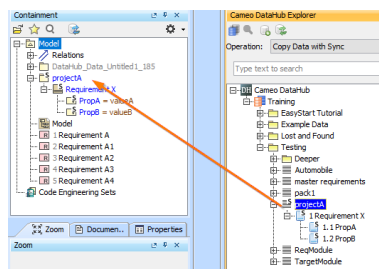 Containment
Model
Relations
DataHub_Data_Untitled1_185
projectA
Requirement X
PropA = valueA
PropB = valueB
Model
1 Requirement A
2 Requirement A1
3 Requirement A2
4 Requirement A3
5 Requirement A4
Code Engineering Sets
Zoom
Documen...
Properties
Zoom
Cameo DataHub Explorer
Operation: Copy Data with Sync
Type text to search
DH Cameo DataHub
Training
EasyStart Tutorial
Example Data
Lost and Found
Testing
Deeper
Automobile
master requirements
pack1
projectA
1 Requirement X
1.1 PropA
1.2 PropB
ReqModule
TargetModule